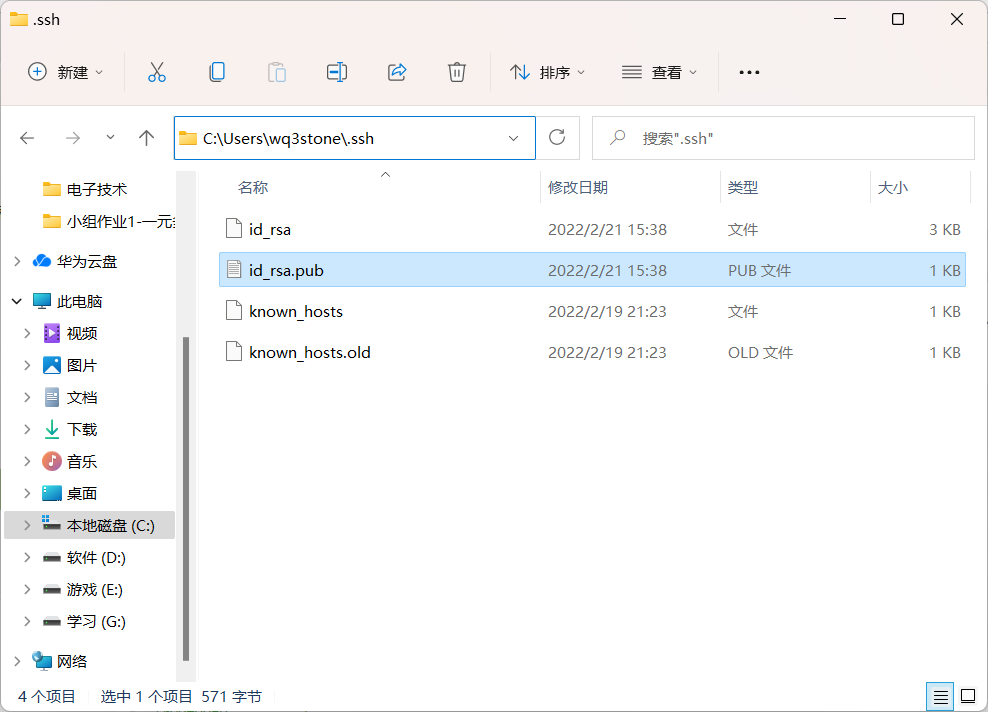 .ssh
新建
排序
查看
C:\Users\wq3stone\.ssh
搜索".ssh"
电子技术
小组作业1-一元
华为云盘
此电脑
视频
图片
文档
下载
音乐
桌面
本地磁盘 (C:)
软件 (D:)
游戏 (E:)
学习 (G:)
网络
名称 修改日期 类型 大小
id_rsa 2022/2/21 15:38 文件 3 KB
id_rsa.pub 2022/2/21 15:38 PUB 文件 1 KB
known_hosts 2022/2/19 21:23 文件 1 KB
known_hosts.old 2022/2/19 21:23 OLD 文件 1 KB
4 个项目 选中 1 个项目 571 字节